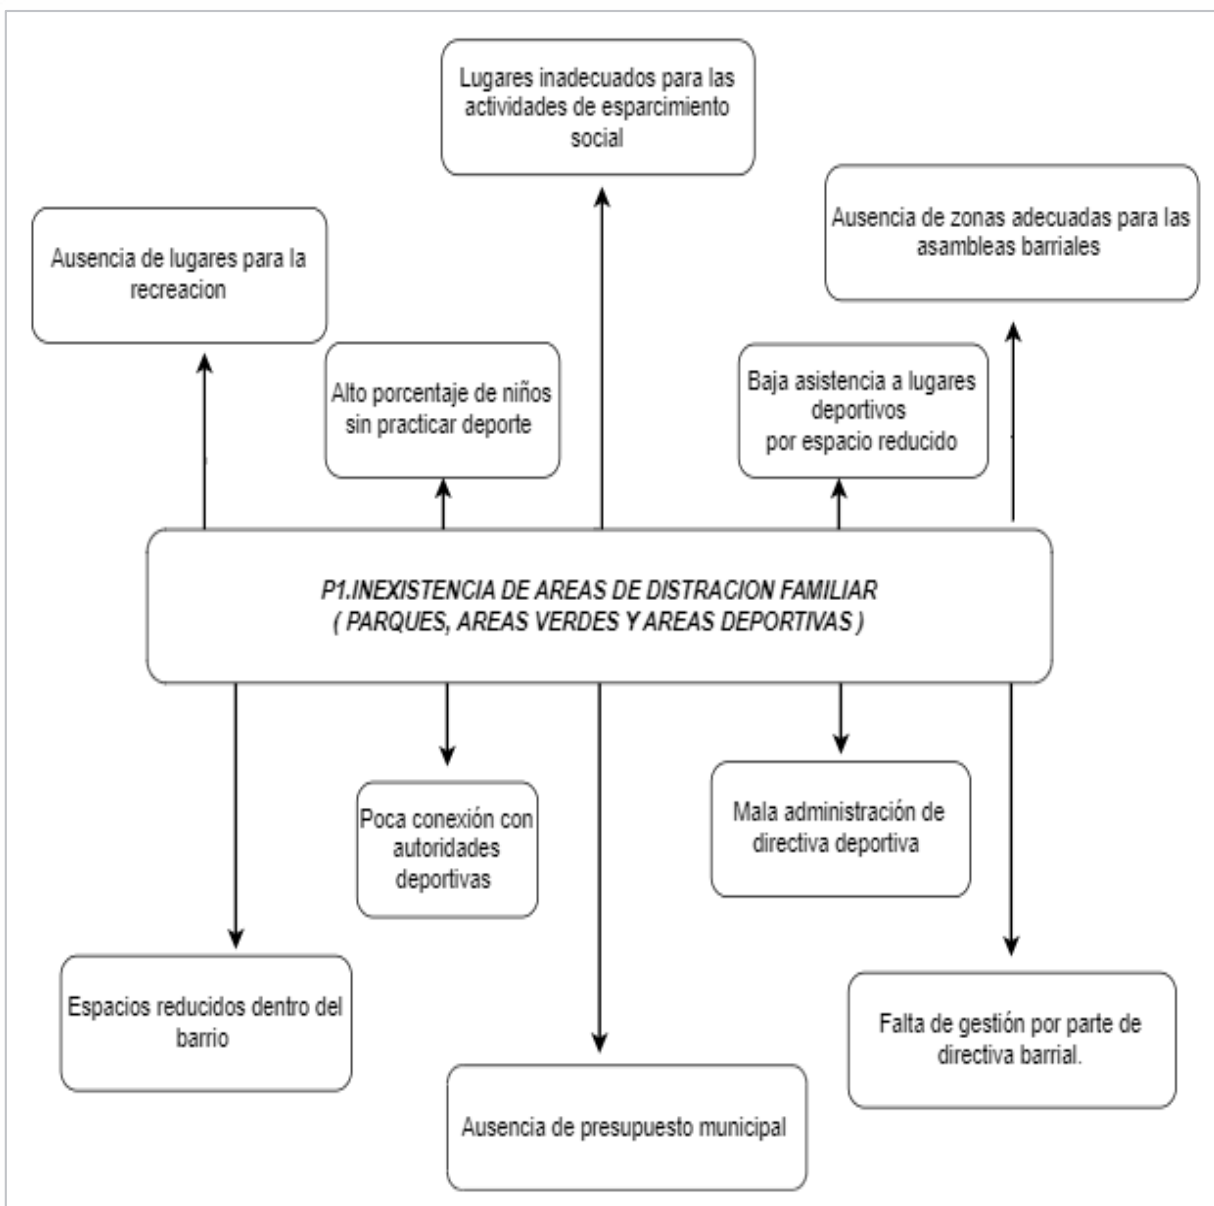 Lugares inadecuados para las
actividades de esparcimiento
social
Ausencia de zonas adecuadas para las
asambleas barriales
Ausencia de lugares para la
recreacion
Alto porcentaje de niños
sin practicar deporte
Baja asistencia a lugares
deportivos
por espacio reducido
P1.INEXISTENCIA DE AREAS DE DISTRACION FAMILIAR
( PARQUES, AREAS VERDES Y AREAS DEPORTIVAS )
Poca conexión con
autoridades
deportivas
Mala administración de
directiva deportiva
Espacios reducidos dentro del
barrio
Falta de gestión por parte de
directiva barrial.
Ausencia de presupuesto municipal